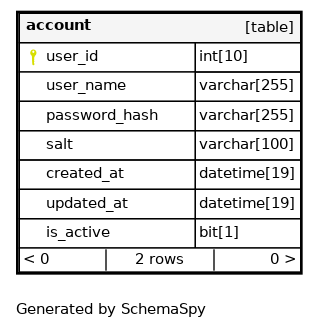 account [table]
user_id int[10]
user_name varchar[255]
password_hash varchar[255]
salt varchar[100]
created_at datetime[19]
updated_at datetime[19]
is_active bit[1]
< 0 2 rows 0 >
Generated by SchemaSpy